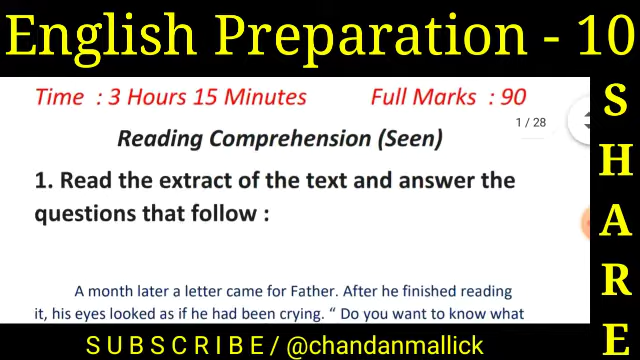 English Preparation - 10
Time : 3 Hours 15 Minutes Full Marks : 90
1 / 28
Reading Comprehension (Seen)
1. Read the extract of the text and answer the
questions that follow :
A month later a letter came for Father. After he finished reading
it, his eyes looked as if he had been crying. “ Do you want to know what
SUBSCRIBE/ @chandanmallick
SHARE